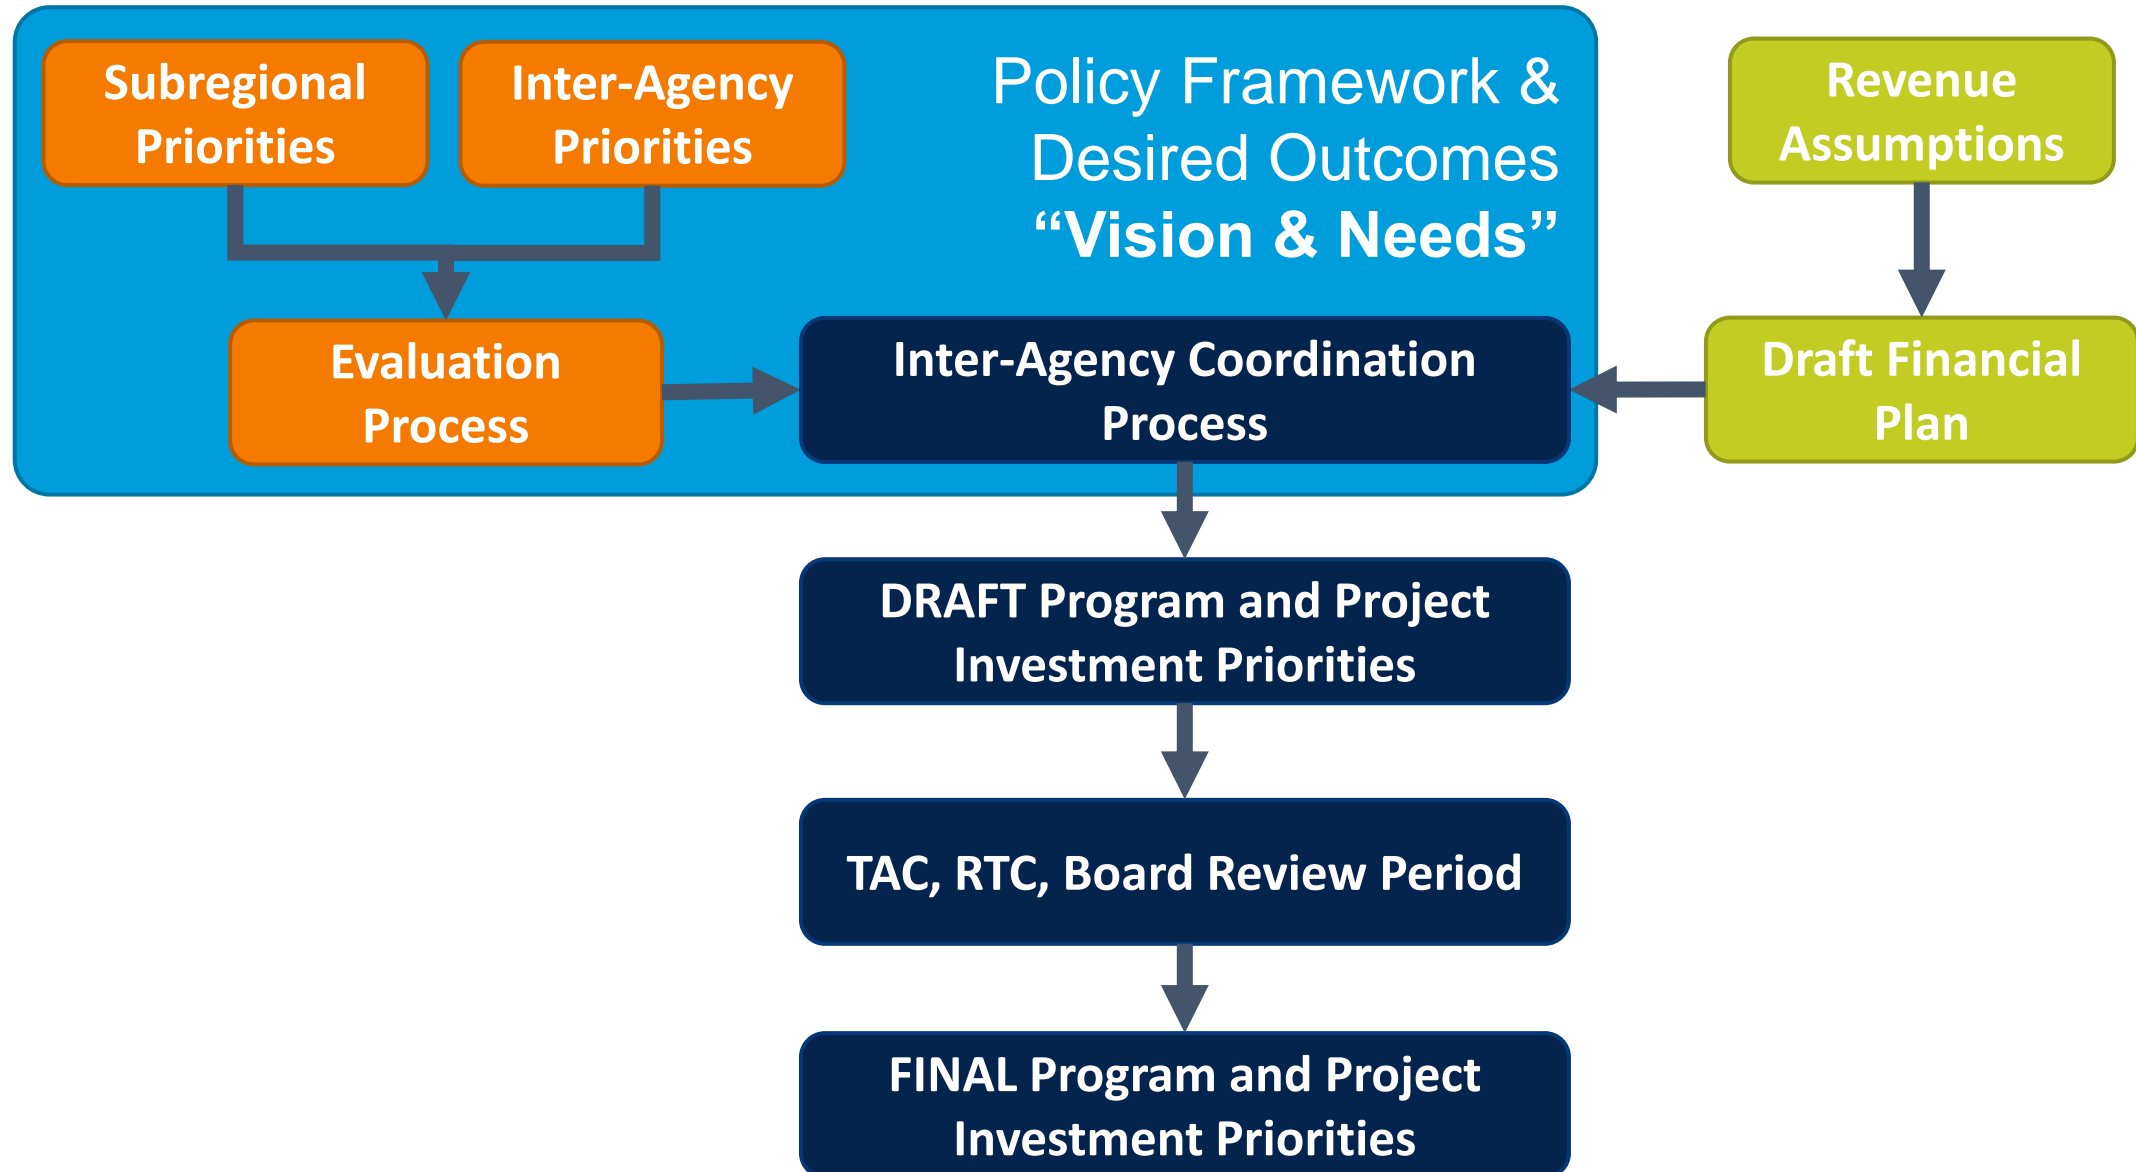 Subregional
Priorities
Inter-Agency
Priorities
Policy Framework &
Desired Outcomes
“Vision & Needs”
Revenue
Assumptions
Evaluation
Process
Inter-Agency Coordination
Process
Draft Financial
Plan
DRAFT Program and Project
Investment Priorities
TAC, RTC, Board Review Period
FINAL Program and Project
Investment Priorities